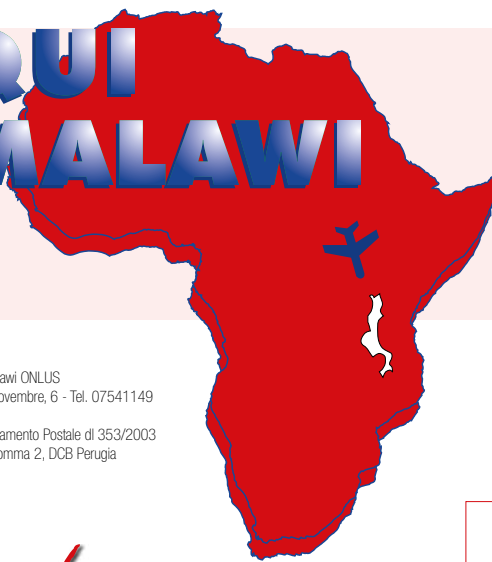 QUI
MALAWI
awi ONLUS
ovembre, 6 - Tel. 07541149
amento Postale dl 353/2003
omma 2, DCB Perugia